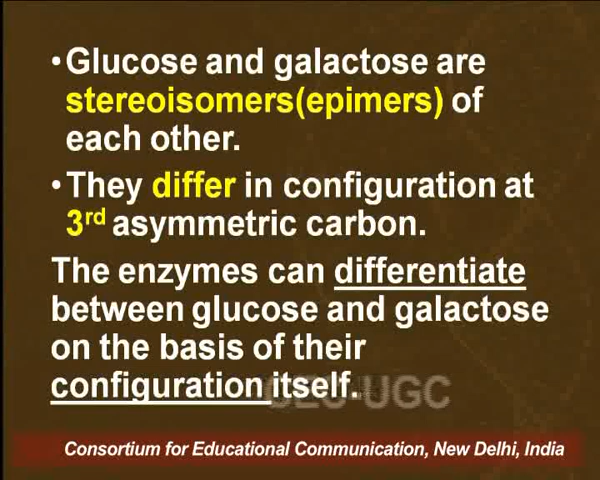 •Glucose and galactose are
stereoisomers(epimers) of
each other.
•They differ in configuration at
3rd asymmetric carbon.
The enzymes can differentiate
between glucose and galactose
on the basis of their
configuration itself.
CEC-UGC
Consortium for Educational Communication, New Delhi, India